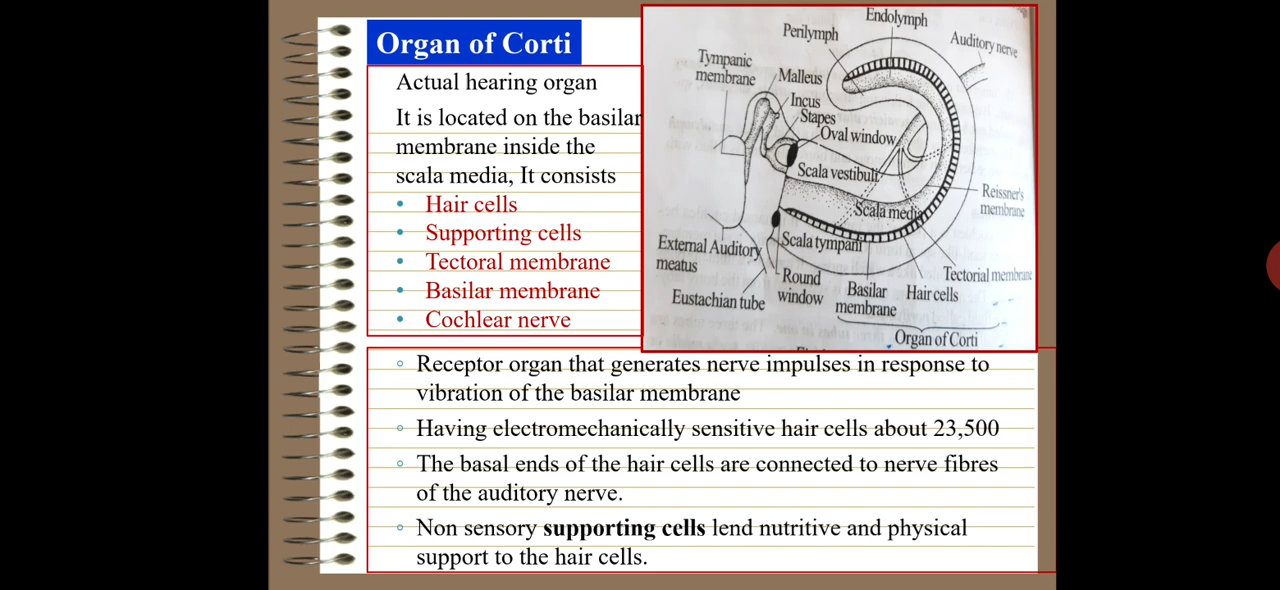 Organ of Corti
Actual hearing organ
It is located on the basilar
membrane inside the
scala media, It consists
• Hair cells
• Supporting cells
• Tectoral membrane
• Basilar membrane
• Cochlear nerve
Endolymph
Perilymph
Auditory nerve
Tympanic
membrane
Malleus
Incus
Stapes
Oval window
Scala vestibuli
Reissner's
membrane
Scala media
Scala tympani
External Auditory
meatus
Round
window
Tectorial membrane
Eustachian tube
Basilar
membrane
Hair cells
Organ of Corti
◦ Receptor organ that generates nerve impulses in response to
vibration of the basilar membrane
◦ Having electromechanically sensitive hair cells about 23,500
◦ The basal ends of the hair cells are connected to nerve fibres
of the auditory nerve.
◦ Non sensory supporting cells lend nutritive and physical
support to the hair cells.